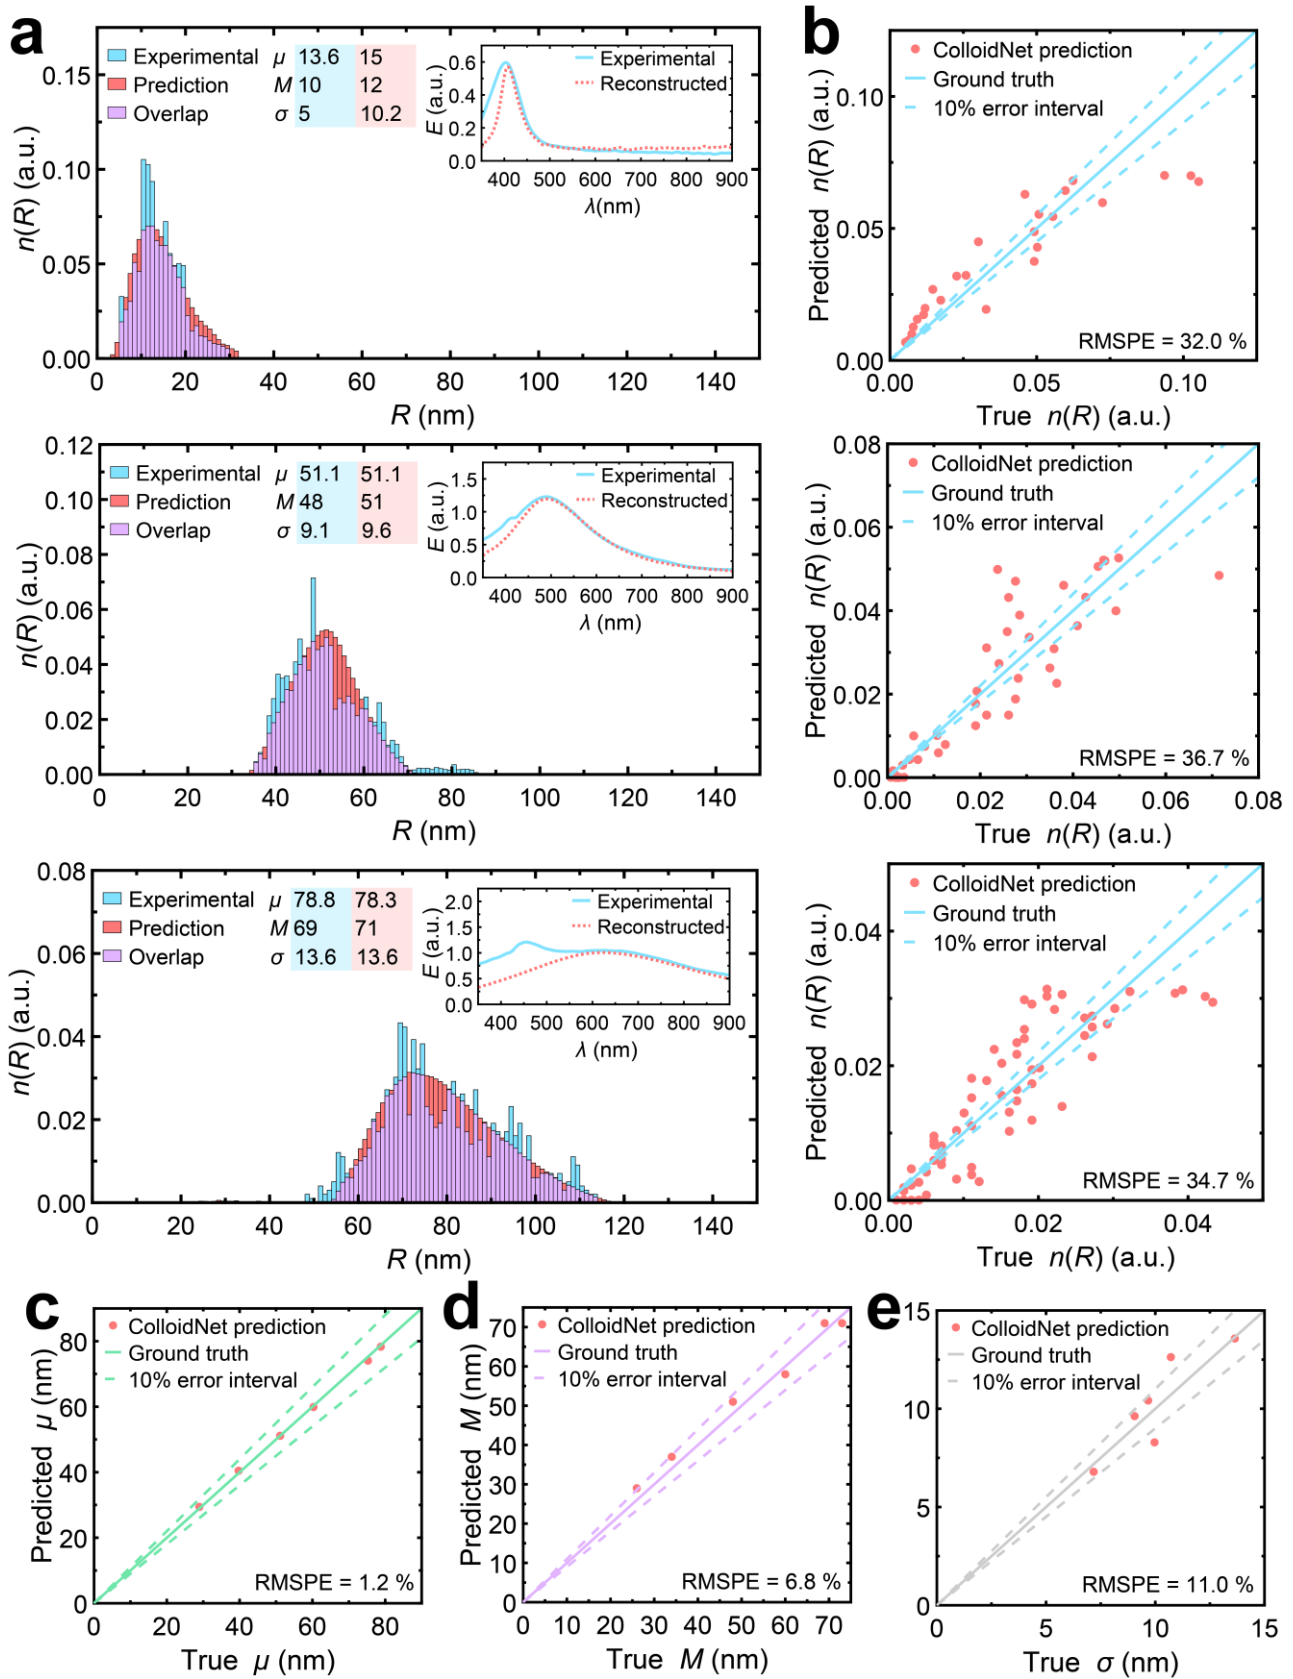 a
Experimental μ 13.6 15
Prediction M 10 12
Overlap σ 5 10.2
n(R) (a.u.)
0.15
0.10
0.05
0.00
0 20 40 60 80 100 120 140
R (nm)
Experimental
Reconstructed
E (a.u.)
0.6
0.4
0.2
0.0
400 500 600 700 800 900
λ(nm)
b
ColloidNet prediction
Ground truth
10% error interval
Predicted n(R) (a.u.)
0.10
0.05
0.00
RMSPE = 32.0 %
0.00 0.05 0.10
True n(R) (a.u.)
Experimental μ 51.1 51.1
Prediction M 48 51
Overlap σ 9.1 9.6
n(R) (a.u.)
0.12
0.10
0.08
0.06
0.04
0.02
0.00
0 20 40 60 80 100 120 140
R (nm)
Experimental
Reconstructed
E (a.u.)
1.5
1.0
0.5
0.0
400 500 600 700 800 900
λ (nm)
ColloidNet prediction
Ground truth
10% error interval
Predicted n(R) (a.u.)
0.08
0.06
0.04
0.02
0.00
RMSPE = 36.7 %
0.00 0.02 0.04 0.06 0.08
True n(R) (a.u.)
Experimental μ 78.8 78.3
Prediction M 69 71
Overlap σ 13.6 13.6
n(R) (a.u.)
0.08
0.06
0.04
0.02
0.00
0 20 40 60 80 100 120 140
R (nm)
Experimental
Reconstructed
E (a.u.)
2.0
1.5
1.0
0.5
0.0
400 500 600 700 800 900
λ (nm)
ColloidNet prediction
Ground truth
10% error interval
Predicted n(R) (a.u.)
0.04
0.02
0.00
RMSPE = 34.7 %
0.00 0.02 0.04
True n(R) (a.u.)
c
ColloidNet prediction
Ground truth
10% error interval
Predicted μ (nm)
80
60
40
20
0
RMSPE = 1.2 %
0 20 40 60 80
True μ (nm)
d
ColloidNet prediction
Ground truth
10% error interval
Predicted M (nm)
70
60
50
40
30
20
10
0
RMSPE = 6.8 %
0 10 20 30 40 50 60 70
True M (nm)
e
ColloidNet prediction
Ground truth
10% error interval
15
10
5
0
RMSPE = 11.0 %
0 5 10 15
True σ (nm)